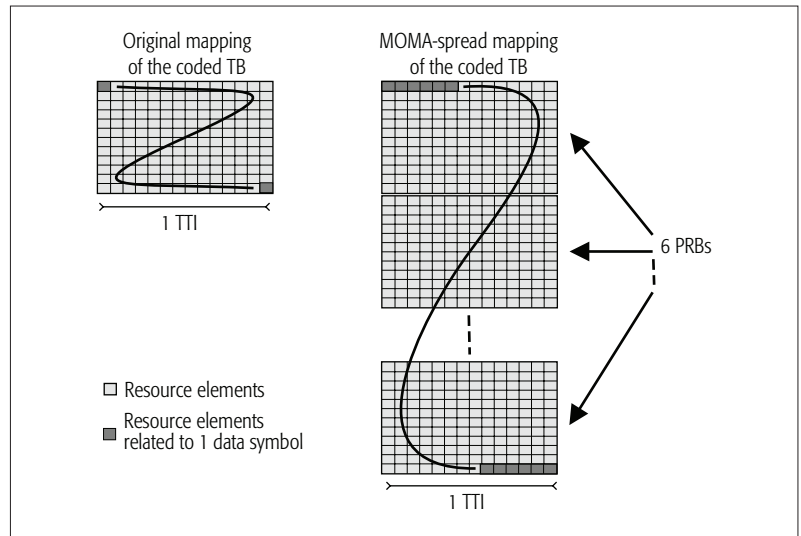 Original mapping
of the coded TB
MOMA-spread mapping
of the coded TB
1 TTI
6 PRBs
Resource elements
Resource elements
related to 1 data symbol
1 TTI